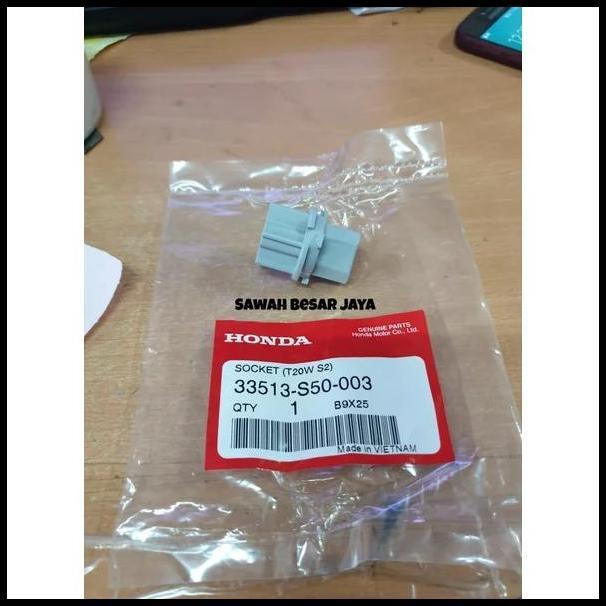 SAWAH BESAR JAYA
HONDA
GENUINE PARTS
Honda Motor Co., Ltd.
SOCKET (T20W S2)
33513-S50-003
QTY 1 B9X25
Made in VIETNAM